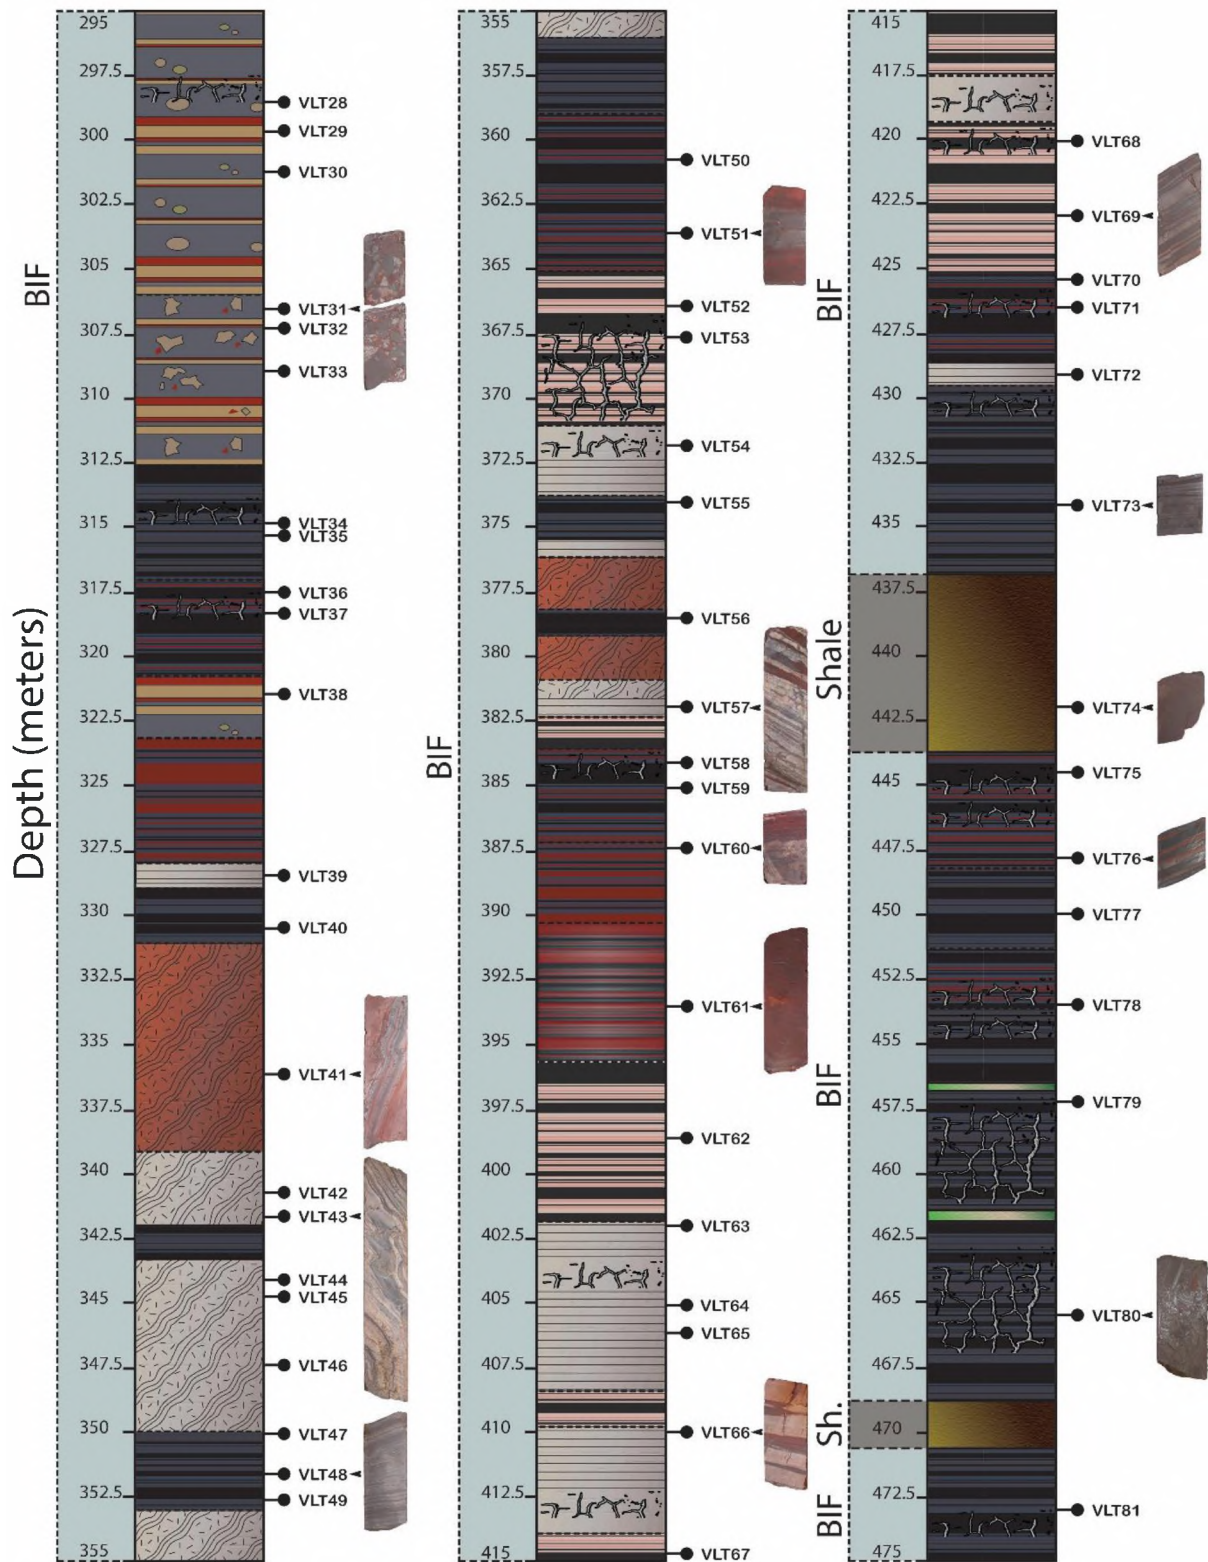 Depth (meters)
BIF
295
297.5
VLT28
300
VLT29
VLT30
302.5
305
VLT31
307.5
VLT32
VLT33
310
312.5
315
VLT34
VLT35
317.5
VLT36
VLT37
320
VLT38
322.5
325
327.5
VLT39
330
VLT40
332.5
335
VLT41
337.5
340
VLT42
VLT43
342.5
VLT44
345
VLT45
VLT46
347.5
350
VLT47
VLT48
352.5
VLT49
355
BIF
355
357.5
360
VLT50
362.5
VLT51
365
VLT52
367.5
VLT53
370
VLT54
372.5
VLT55
375
377.5
VLT56
380
VLT57
382.5
VLT58
385
VLT59
387.5
VLT60
390
392.5
VLT61
395
397.5
VLT62
400
VLT63
402.5
405
VLT64
VLT65
407.5
410
VLT66
412.5
415
VLT67
BIF
415
417.5
420
VLT68
422.5
VLT69
425
VLT70
VLT71
427.5
VLT72
430
432.5
VLT73
435
Shale
437.5
440
442.5
VLT74
BIF
445
VLT75
447.5
VLT76
450
VLT77
452.5
VLT78
455
457.5
VLT79
460
462.5
465
VLT80
467.5
Sh.
470
BIF
472.5
VLT81
475